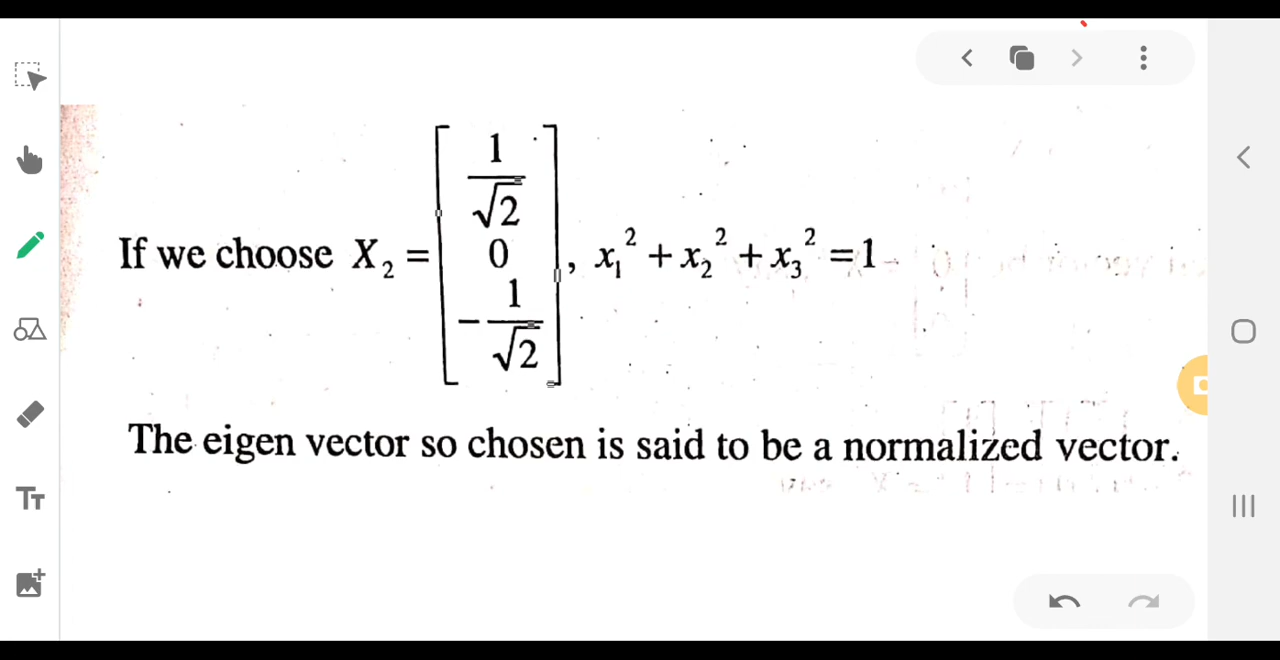 If we choose X₂ = [1/√2, 0, -1/√2], x₁² + x₂² + x₃² = 1
The eigen vector so chosen is said to be a normalized vector.
TT